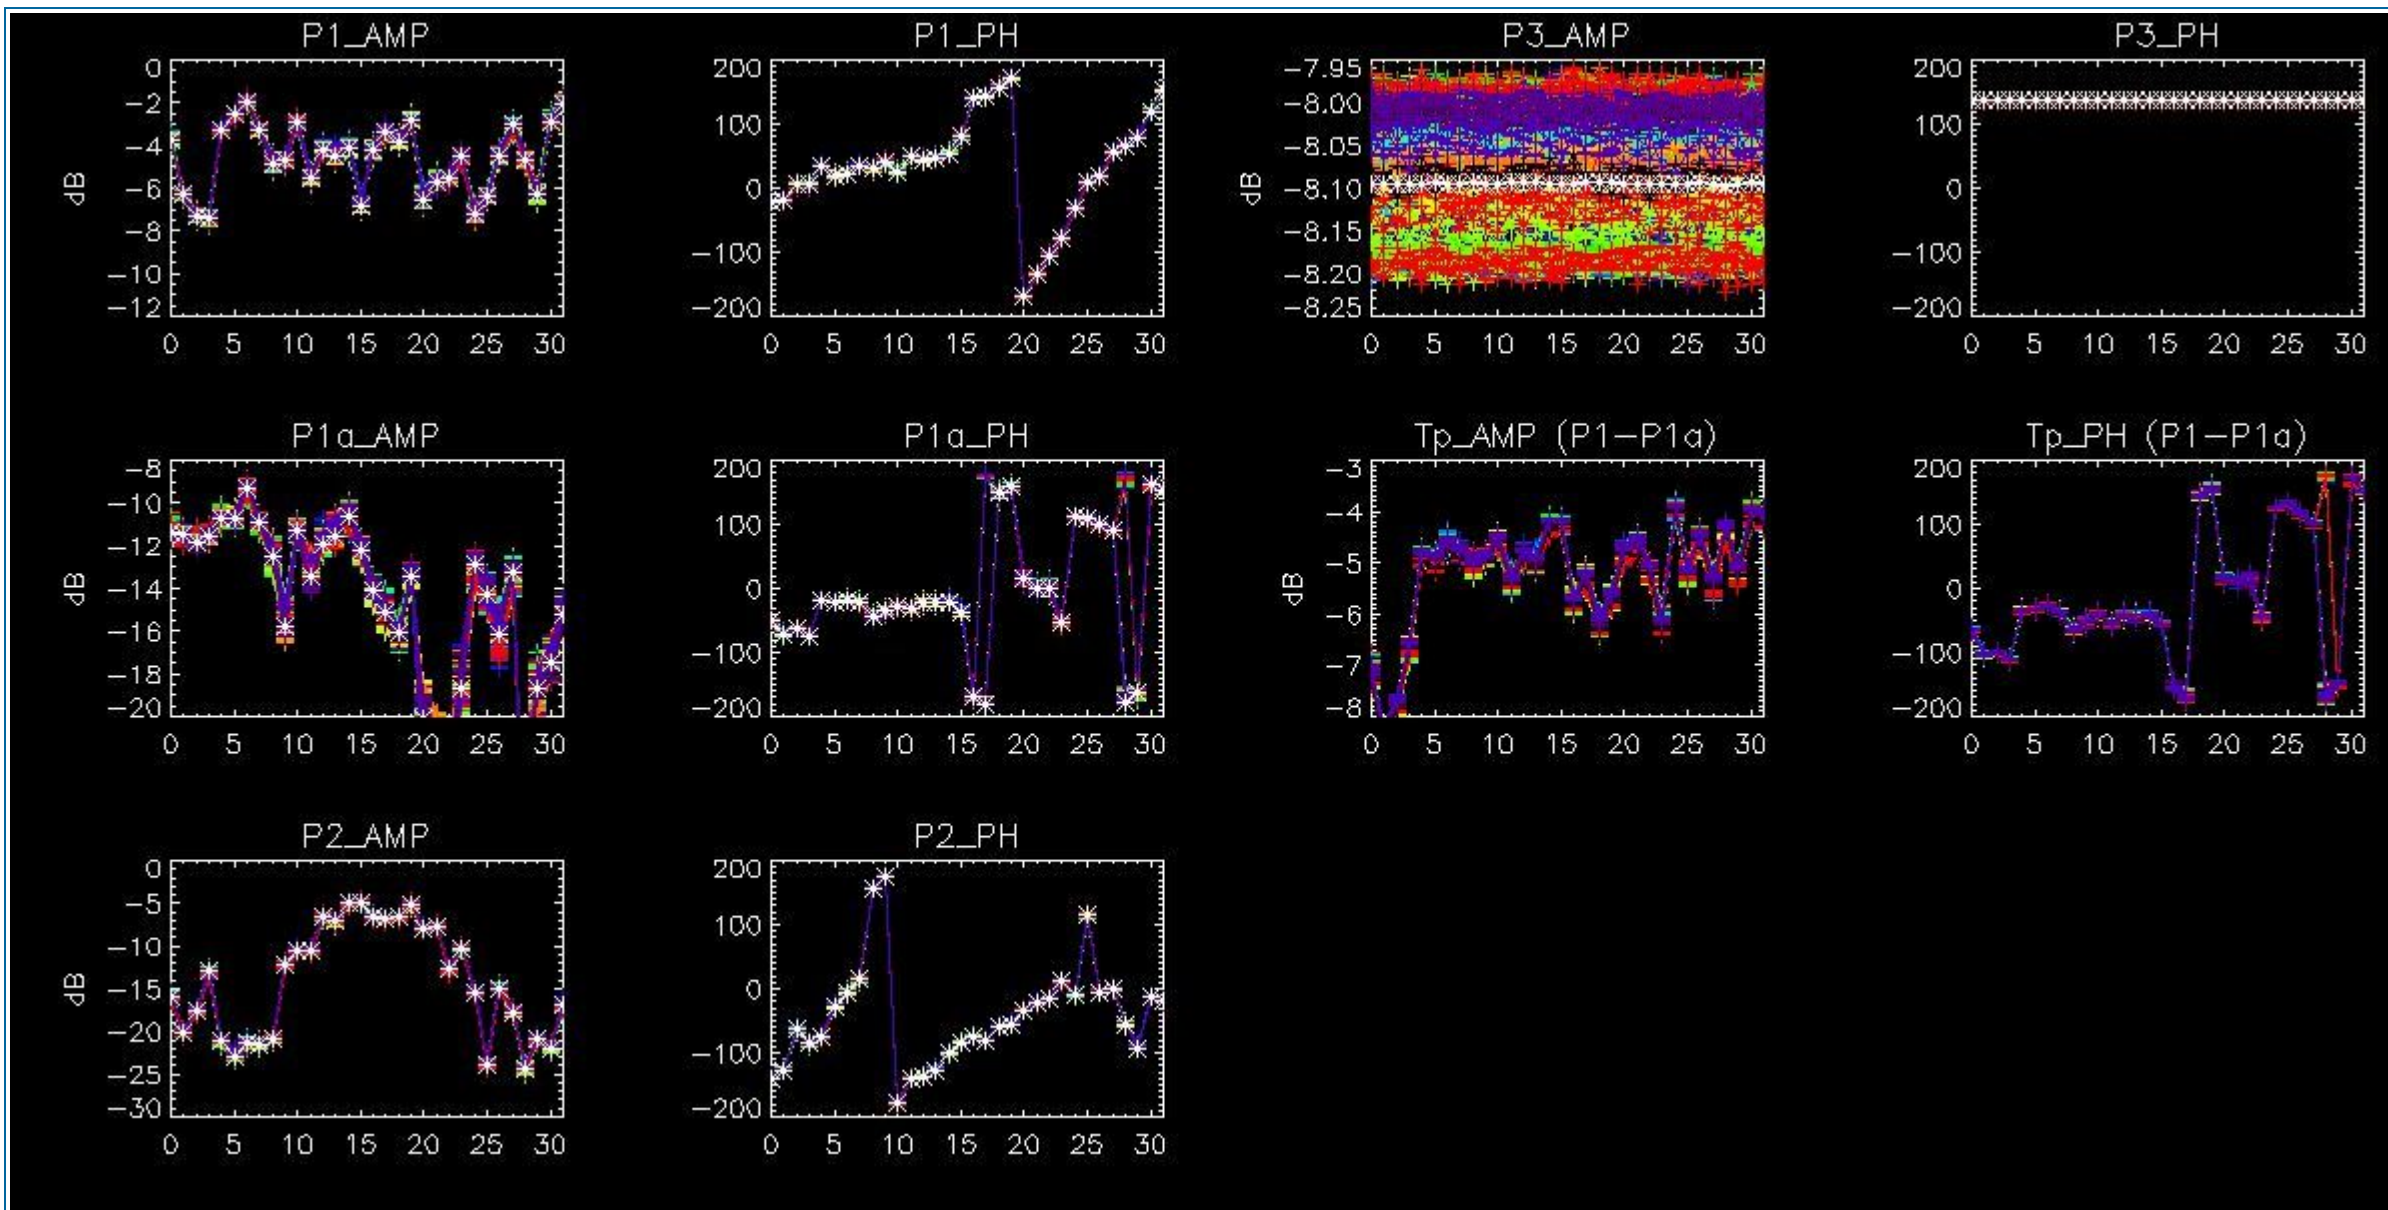 P1_AMP P1_PH P3_AMP P3_PH
0 200 -7.95 200
-2 100 -8.00 100
-4 0 -8.05 0
-6 -100 -8.10 -100
-8 -200 -8.15 -200
-10 -8.20
-12 -8.25
dB dB
0 5 10 15 20 25 30 0 5 10 15 20 25 30 0 5 10 15 20 25 30 0 5 10 15 20 25 30
P1a_AMP P1a_PH Tp_AMP (P1-P1a) Tp_PH (P1-P1a)
-8 200 -3 200
-10 100 -4 100
-12 0 -5 0
-14 -100 -6 -100
-16 -200 -7 -200
-18 -8
-20
dB dB
0 5 10 15 20 25 30 0 5 10 15 20 25 30 0 5 10 15 20 25 30 0 5 10 15 20 25 30
P2_AMP P2_PH
0 200
-5 100
-10 0
-15 -100
-20 -200
-25
-30
dB
0 5 10 15 20 25 30 0 5 10 15 20 25 30